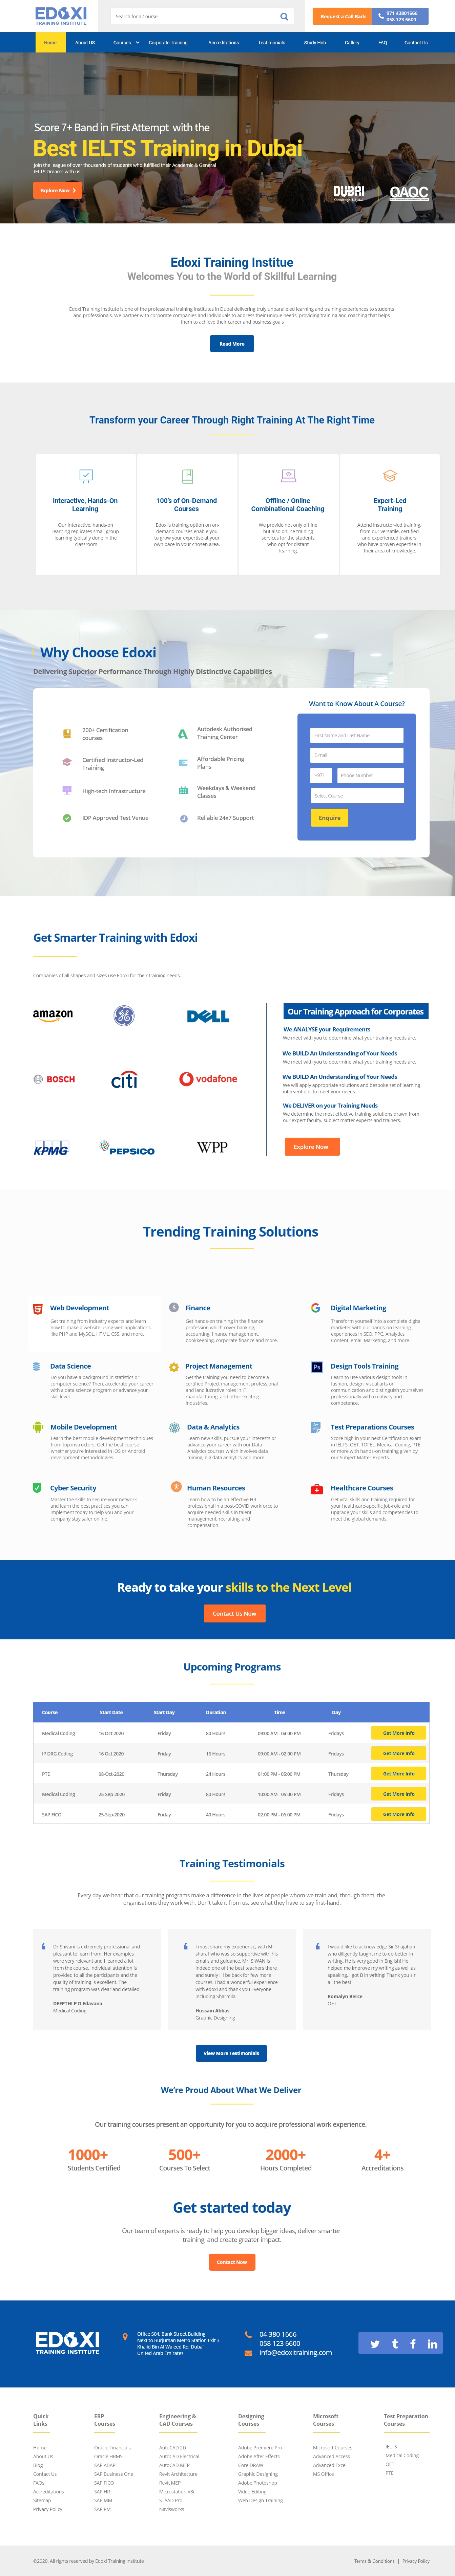 EDOXI
TRAINING INSTITUTE
Search for a Course
Request a Call Back
971 43801666
058 123 6600
Home
About US
Courses
Corporate Training
Accreditations
Testimonials
Study Hub
Gallery
FAQ
Contact Us
Score 7+ Band in First Attempt with the
Best IELTS Training in Dubai
Join the league of over thousands of students who fulfilled their Academic & General
IELTS Dreams with us.
Explore Now
DUBAI
QAQC
Edoxi Training Institue
Welcomes You to the World of Skillful Learning
Edoxi Training Institute is one of the professional training institutes in Dubai delivering truly unparalleled learning and training experiences to students
and professionals. We partner with corporate companies and individuals to address their unique needs, providing training and coaching that helps
them to achieve their career and business goals
Read More
Transform your Career Through Right Training At The Right Time
Interactive, Hands-On
Learning
Our interactive, hands-on
learning replicates small group
learning typically done in the
classroom
100's of On-Demand
Courses
Edoxi's training option on on-
demand courses enable you
to grow your expertise at your
own pace in your chosen area.
Offline / Online
Combinational Coaching
We provide not only offline
but also online training
services for the students
who opt for distant
learning.
Expert-Led
Training
Attend instructor-led training,
from our versatile, certified
and experienced trainers
who have proven expertise in
their area of knowledge.
Why Choose Edoxi
Delivering Superior Performance Through Highly Distinctive Capabilities
200+ Certification
courses
Certified Instructor-Led
Training
High-tech Infrastructure
IDP Approved Test Venue
Autodesk Authorised
Training Center
Affordable Pricing
Plans
Weekdays & Weekend
Classes
Reliable 24x7 Support
Want to Know About A Course?
First Name and Last Name
E-mail
+971
Phone Number
Select Course
Enquire
Get Smarter Training with Edoxi
Companies of all shapes and sizes use Edoxi for their training needs.
amazon
DELL
BOSCH
citi
vodafone
KPMG
PEPSICO
WPP
Our Training Approach for Corporates
We ANALYSE your Requirements
We meet with you to determine what your training needs are.
We BUILD An Understanding of Your Needs
We meet with you to determine what your training needs are.
We BUILD An Understanding of Your Needs
We will apply appropriate solutions and bespoke set of learning
interventions to meet your needs.
We DELIVER on your Training Needs
We determine the most effective training solutions drawn from
our expert faculty, subject matter experts and trainers.
Explore Now
Trending Training Solutions
Web Development
Get training from industry experts and learn
how to make a website using web applications
like PHP and MySQL, HTML, CSS, and more.
Finance
Get hands-on training in the finance
profession which cover banking,
accounting, finance management,
bookkeeping, corporate finance and more.
Digital Marketing
Transform yourself into a complete digital
marketer with our hands-on learning
experiences in SEO, PPC, Analytics,
Content, email Marketing, and more.
Data Science
Do you have a background in statistics or
computer science? Then, accelerate your career
with a data science program or advance your
skill level.
Project Management
Get the training you need to become a
certified Project management professional
and land lucrative roles in IT,
manufacturing, and other exciting
industries.
Ps
Design Tools Training
Learn to use various design tools in
fashion, design, visual arts or
communication and distinguish yourselves
professionally with creativity and
competence.
Mobile Development
Learn the best mobile development techniques
from top instructors. Get the best course
whether you're interested in iOS or Android
development methodologies.
Data & Analytics
Learn new skills, pursue your interests or
advance your career with our Data
Analytics courses which involves data
mining, big data analytics and more.
Test Preparations Courses
Score high in your next Certification exam
in IELTS, OET, TOEFL, Medical Coding, PTE
or more with hands-on training given by
our Subject Matter Experts.
Cyber Security
Master the skills to secure your network
and learn the best practices you can
implement today to help you and your
company stay safer online.
Human Resources
Learn how to be an effective HR
professional in a post-COVID workforce to
acquire needed skills in talent
management, recruiting, and
compensation.
Healthcare Courses
Get vital skills and training required for
your healthcare-specific job-role and
upgrade your skills and competencies to
meet the global demands.
Ready to take your skills to the Next Level
Contact Us Now
Upcoming Programs
Course Start Date Start Day Duration Time Day
Medical Coding 16 Oct 2020 Friday 80 Hours 09:00 AM - 04:00 PM Fridays Get More Info
IP DRG Coding 16 Oct 2020 Friday 16 Hours 09:00 AM - 02:00 PM Fridays Get More Info
PTE 08-Oct-2020 Thursday 24 Hours 01:00 PM - 05:00 PM Thursday Get More Info
Medical Coding 25-Sep-2020 Friday 80 Hours 10:00 AM - 05:00 PM Fridays Get More Info
SAP FICO 25-Sep-2020 Friday 40 Hours 02:00 PM - 06:00 PM Fridays Get More Info
Training Testimonials
Every day we hear that our training programs make a difference in the lives of people whom we train and, through them, the
organisations they work with. Don't take it from us, see what they have to say first-hand.
Dr Shivani is extremely professional and
pleasant to learn from. Her examples
were very relevant and I learned a lot
from the course, individual attention is
provided to all the participants and the
quality of training is excellent. The
training program was clear and detailed.
DEEPTHI P D Edavana
Medical Coding
I must share my experience, with Mr
sharaf who was so supportive with his
emails and guidance, Mr. SIWAN is
indeed one of the best teachers there
and surely I'll be back for few more
courses. I had a wonderful experience
with edoxi and thank you Everyone
including Sharmila
Hussain Abbas
Graphic Designing
I would like to acknowledge Sir Shajahan
who diligently taught me to do better in
writing. He is very good in English! He
helped me improve my writing as well as
speaking. I got B in writing! Thank you sir
all the best!
Romalyn Berce
OET
View More Testimonials
We're Proud About What We Deliver
Our training courses present an opportunity for you to acquire professional work experience.
1000+
Students Certified
500+
Courses To Select
2000+
Hours Completed
4+
Accreditations
Get started today
Our team of experts is ready to help you develop bigger ideas, deliver smarter
training, and create greater impact.
Contact Now
EDOXI
TRAINING INSTITUTE
Office 504, Bank Street Building
Next to Burjuman Metro Station Exit 3
Khalid Bin Al Waleed Rd, Dubai
United Arab Emirates
04 380 1666
058 123 6600
info@edoxitraining.com
Quick
Links
Home
About Us
Blog
Contact Us
FAQs
Accreditations
Sitemap
Privacy Policy
ERP
Courses
Oracle Financials
Oracle HRMS
SAP ABAP
SAP Business One
SAP FICO
SAP HR
SAP MM
SAP PM
Engineering &
CAD Courses
AutoCAD 2D
AutoCAD Electrical
AutoCAD MEP
Revit Architecture
Revit MEP
Microstation V8i
STAAD Pro
Navisworks
Designing
Courses
Adobe Premiere Pro
Adobe After Effects
CorelDRAW
Graphic Designing
Adobe Photoshop
Video Editing
Web Design Training
Microsoft
Courses
Microsoft Courses
Advanced Access
Advanced Excel
MS Office
Test Preparation
Courses
IELTS
Medical Coding
OET
PTE
©2020. All rights reserved by Edoxi Training Institute
Terms & Conditions | Privacy Policy